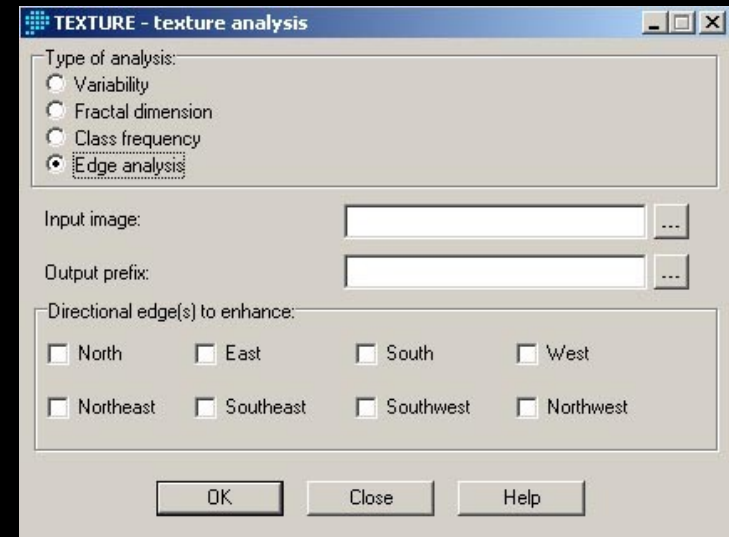 TEXTURE - texture analysis
Type of analysis:
Variability
Fractal dimension
Class frequency
Edge analysis
Input image:
...
Output prefix:
...
Directional edge(s) to enhance:
North East South West
Northeast Southeast Southwest Northwest
OK Close Help